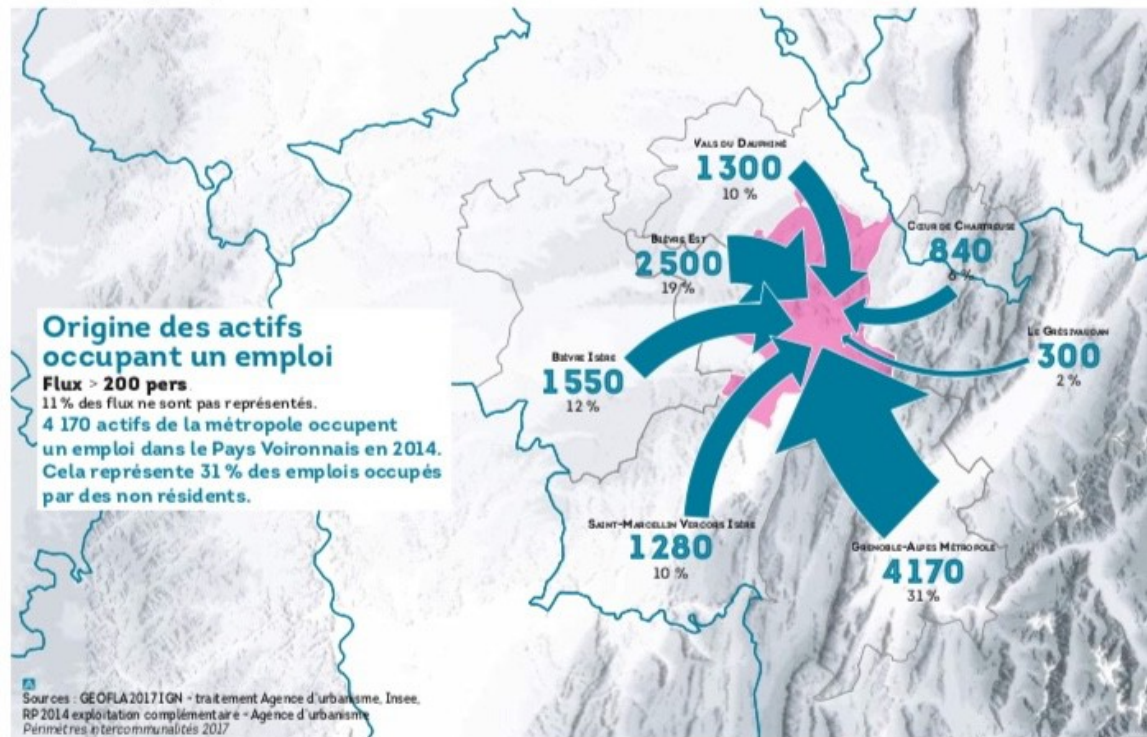 Vals du Dauphiné
1300
10 %
Bièvre Est
2500
19 %
Cœur de Chartreuse
840
6 %
Origine des actifs
occupant un emploi
Flux > 200 pers.
11 % des flux ne sont pas représentés.
4 170 actifs de la métropole occupent
un emploi dans le Pays Voironnais en 2014.
Cela représente 31 % des emplois occupés
par des non résidents.
Bièvre Isère
1550
12 %
Le Grésivaudan
300
2 %
Saint-Marcellin Vercors Isère
1280
10 %
Grenoble-Alpes Métropole
4170
31 %
Sources : GEOFLA2017IGN - traitement Agence d'urbanisme, Insee,
RP2014 exploitation complémentaire - Agence d'urbanisme
Périmètres intercommunalités 2017